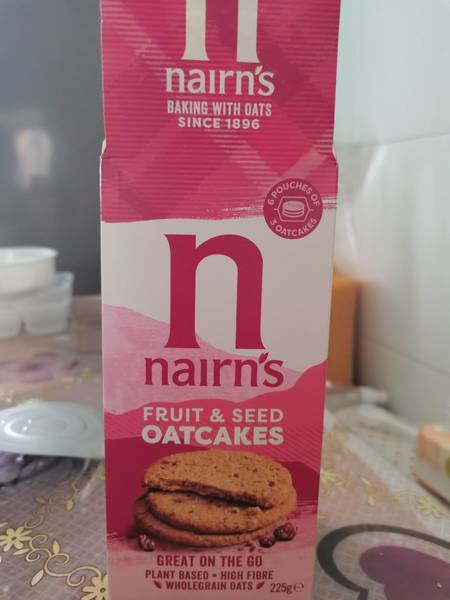 n
nairn's
BAKING WITH OATS
SINCE 1896
6 POUCHES OF
3 OATCAKES
n
nairn's
FRUIT & SEED
OATCAKES
GREAT ON THE GO
PLANT BASED • HIGH FIBRE
WHOLEGRAIN OATS
225g℮